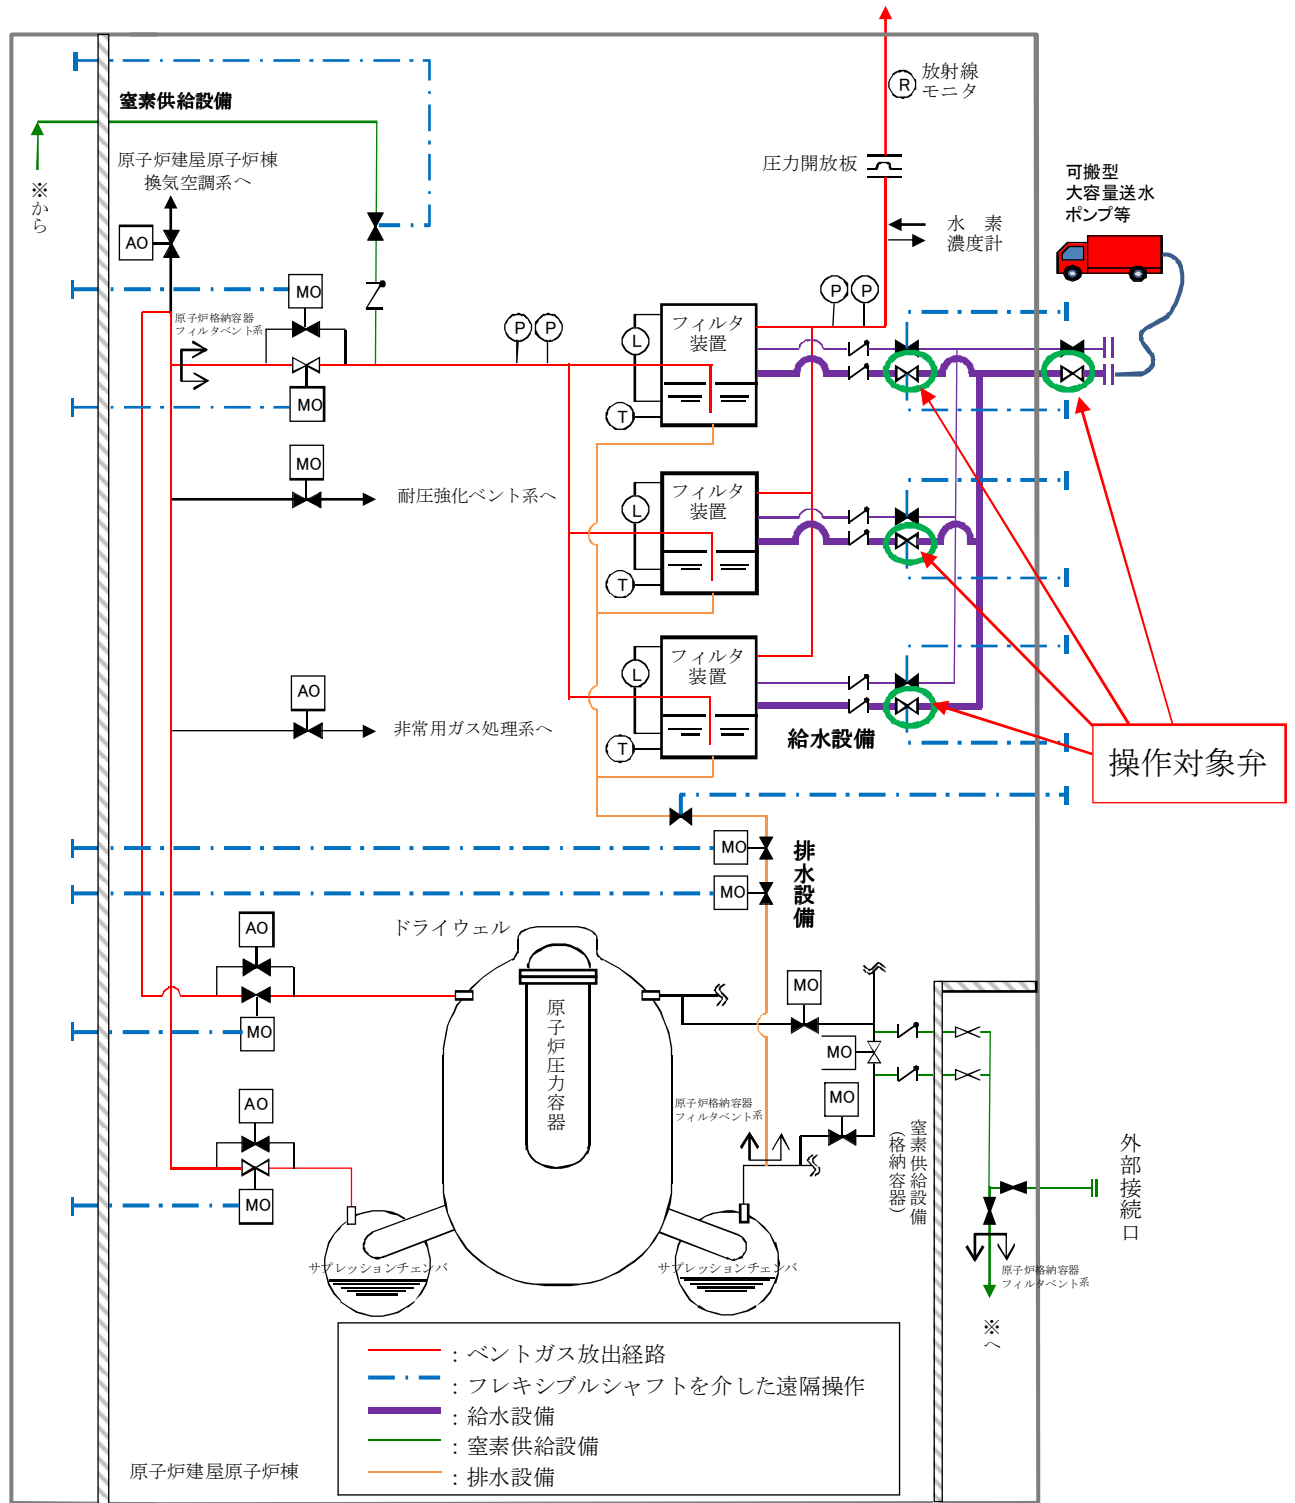 放射線
モニタ
R
窒素供給設備
圧力開放板
原子炉建屋原子炉棟
換気空調系へ
可搬型
大容量送水
ポンプ等
※から
水　素
濃度計
AO
MO
P
P
原子炉格納容器
フィルタベント系
P
P
フィルタ
装置
L
T
MO
MO
耐圧強化ベント系へ
フィルタ
装置
L
T
フィルタ
装置
L
T
AO
非常用ガス処理系へ
給水設備
操作対象弁
MO
MO
排水設備
ドライウェル
AO
MO
原子炉圧力容器
MO
MO
MO
AO
MO
原子炉格納容器
フィルタベント系
窒素供給設備
(格納容器)
外部接続口
サプレッションチェンバ
サプレッションチェンバ
原子炉格納容器
フィルタベント系
※へ
：ベントガス放出経路
：フレキシブルシャフトを介した遠隔操作
：給水設備
：窒素供給設備
：排水設備
原子炉建屋原子炉棟